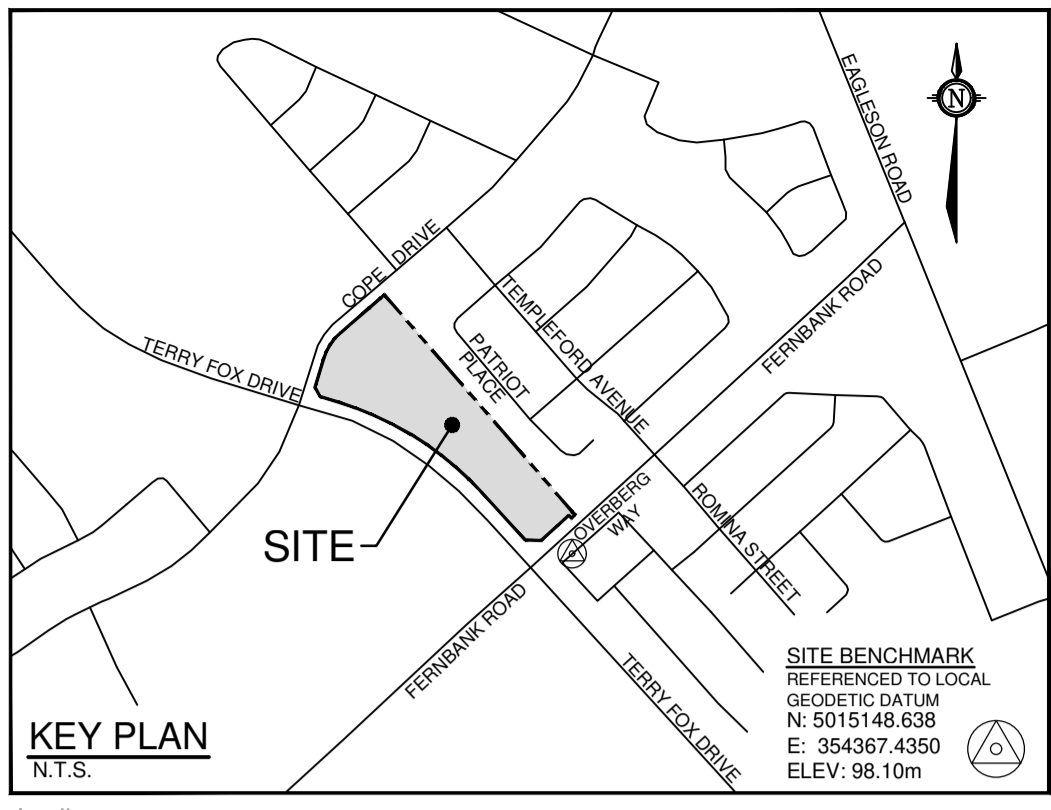 EAGLESON ROAD
N
COPE DRIVE
TERRY FOX DRIVE
TEMPLEFORD AVENUE
PATRIOT
PLACE
FERNBANK ROAD
SITE
OVERBERG
WAY
ROMINA STREET
FERNBANK ROAD
TERRY FOX DRIVE
KEY PLAN
N.T.S.
SITE BENCHMARK
REFERENCED TO LOCAL
GEODETIC DATUM
N: 5015148.638
E: 354367.4350
ELEV: 98.10m